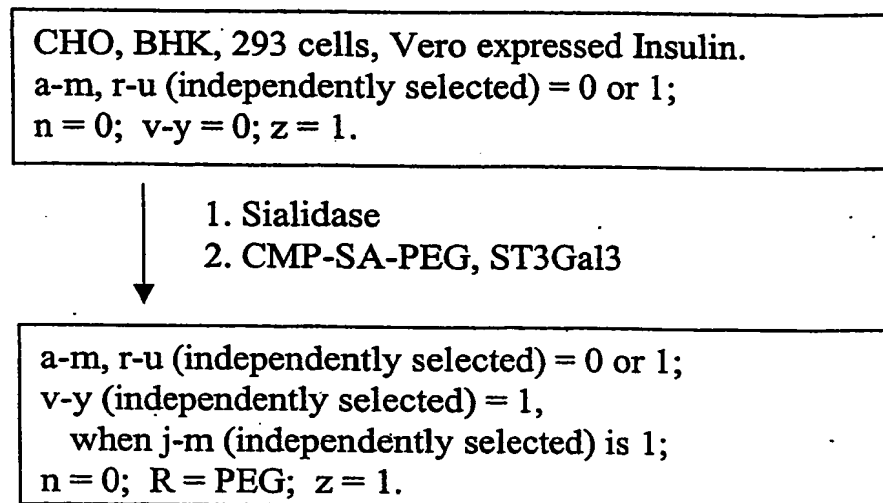 CHO, BHK, 293 cells, Vero expressed Insulin.
a-m, r-u (independently selected) = 0 or 1;
n = 0; v-y = 0; z = 1.
1. Sialidase
2. CMP-SA-PEG, ST3Gal3
a-m, r-u (independently selected) = 0 or 1;
v-y (independently selected) = 1,
when j-m (independently selected) is 1;
n = 0; R = PEG; z = 1.